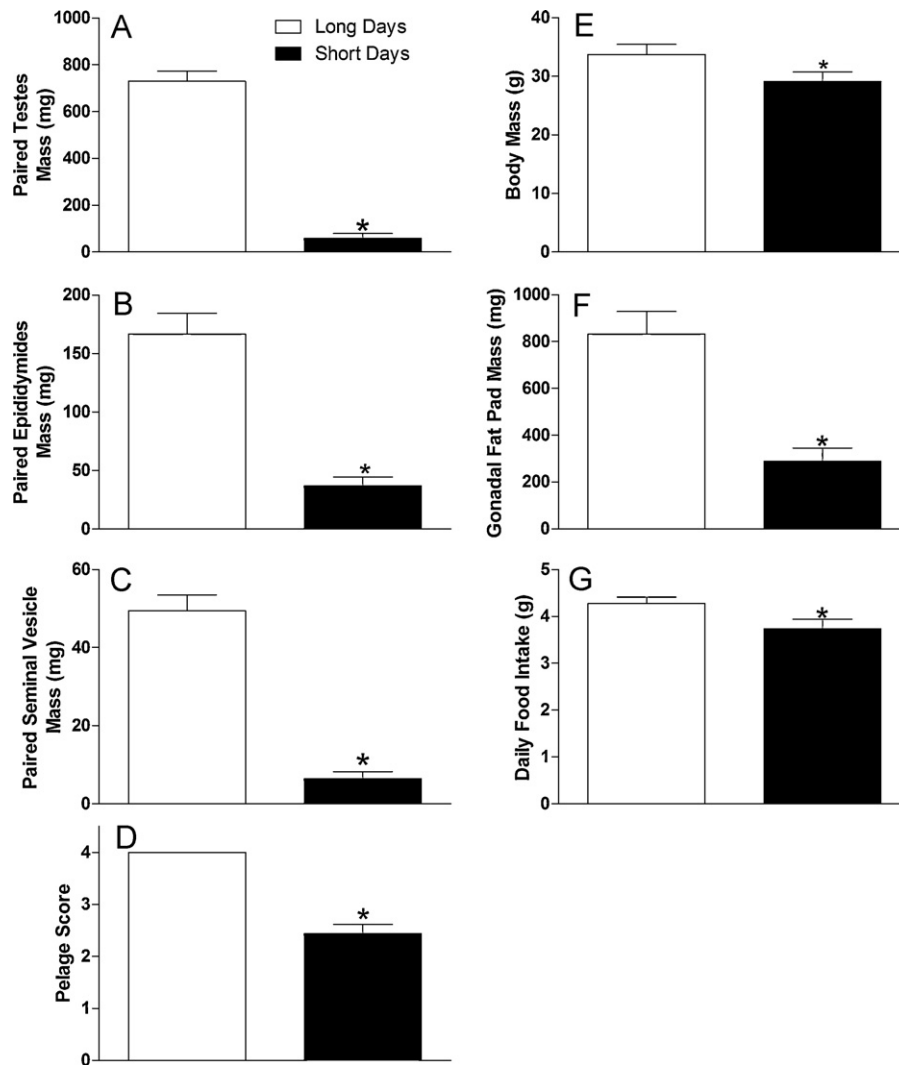 A
Long Days
Short Days
Paired Testes
Mass (mg)
1000
800
600
400
200
0
*
E
Body Mass (g)
40
30
20
10
0
*
B
Paired Epididymides
Mass (mg)
200
150
100
50
0
*
F
Gonadal Fat Pad Mass (mg)
1000
800
600
400
200
0
*
C
Paired Seminal Vesicle
Mass (mg)
60
40
20
0
*
G
Daily Food Intake (g)
5
4
3
2
1
0
*
D
Pelage Score
4
3
2
1
0
*